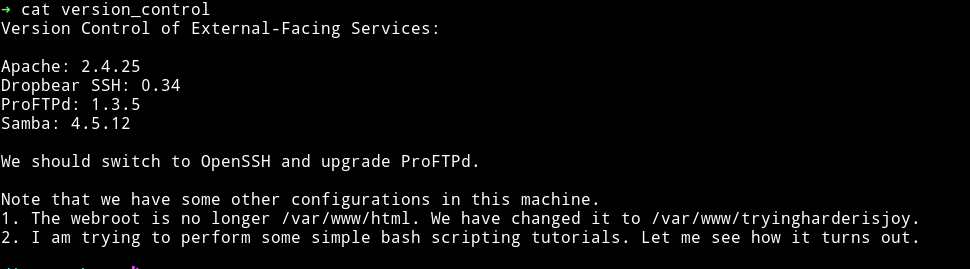 → cat version_control
Version Control of External-Facing Services:
Apache: 2.4.25
Dropbear SSH: 0.34
ProFTPd: 1.3.5
Samba: 4.5.12
We should switch to OpenSSH and upgrade ProFTPd.
Note that we have some other configurations in this machine.
1. The webroot is no longer /var/www/html. We have changed it to /var/www/tryingharderisjoy.
2. I am trying to perform some simple bash scripting tutorials. Let me see how it turns out.